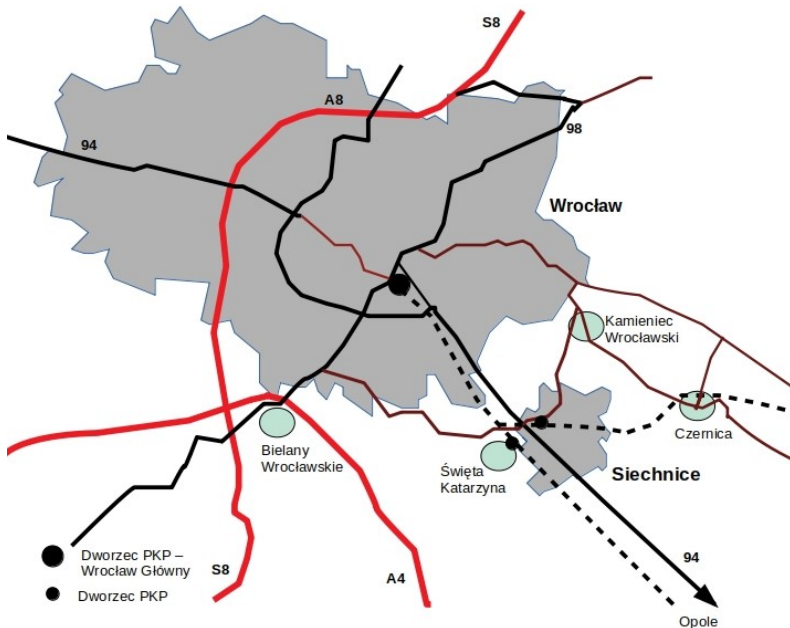 S8
A8
98
94
Wrocław
Kamieniec
Wrocławski
Czernica
Bielany
Wrocławskie
Święta
Katarzyna
Siechnice
Dworzec PKP –
Wrocław Główny
Dworzec PKP
S8
A4
94
Opole